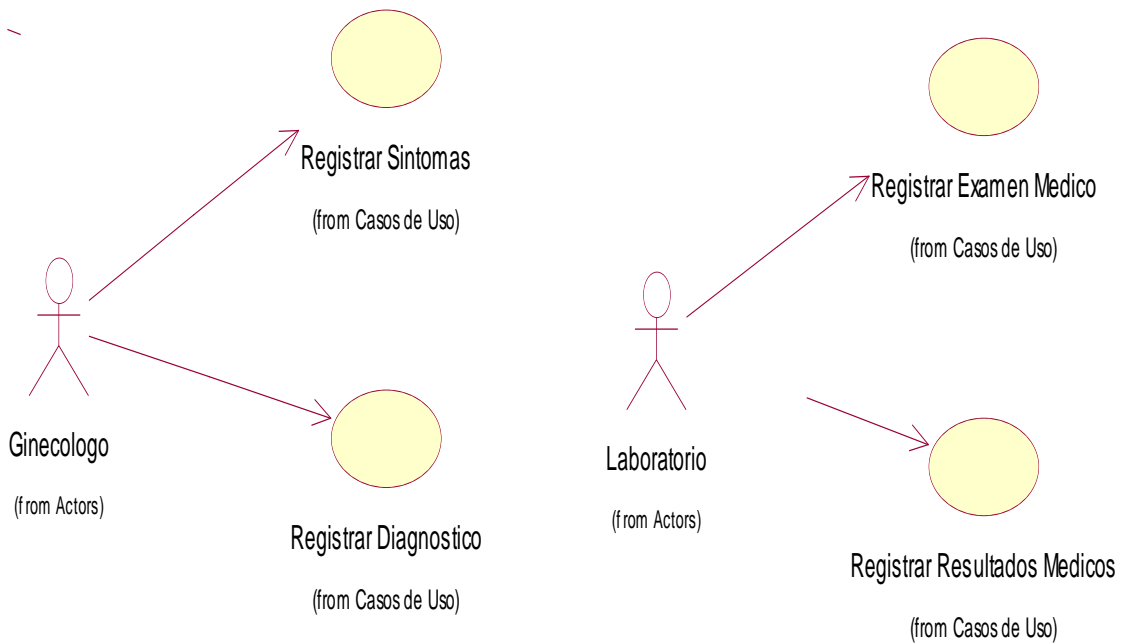 Registrar Sintomas
(from Casos de Uso)
Ginecologo
(from Actors)
Registrar Diagnostico
(from Casos de Uso)
Registrar Examen Medico
(from Casos de Uso)
Laboratorio
(from Actors)
Registrar Resultados Medicos
(from Casos de Uso)